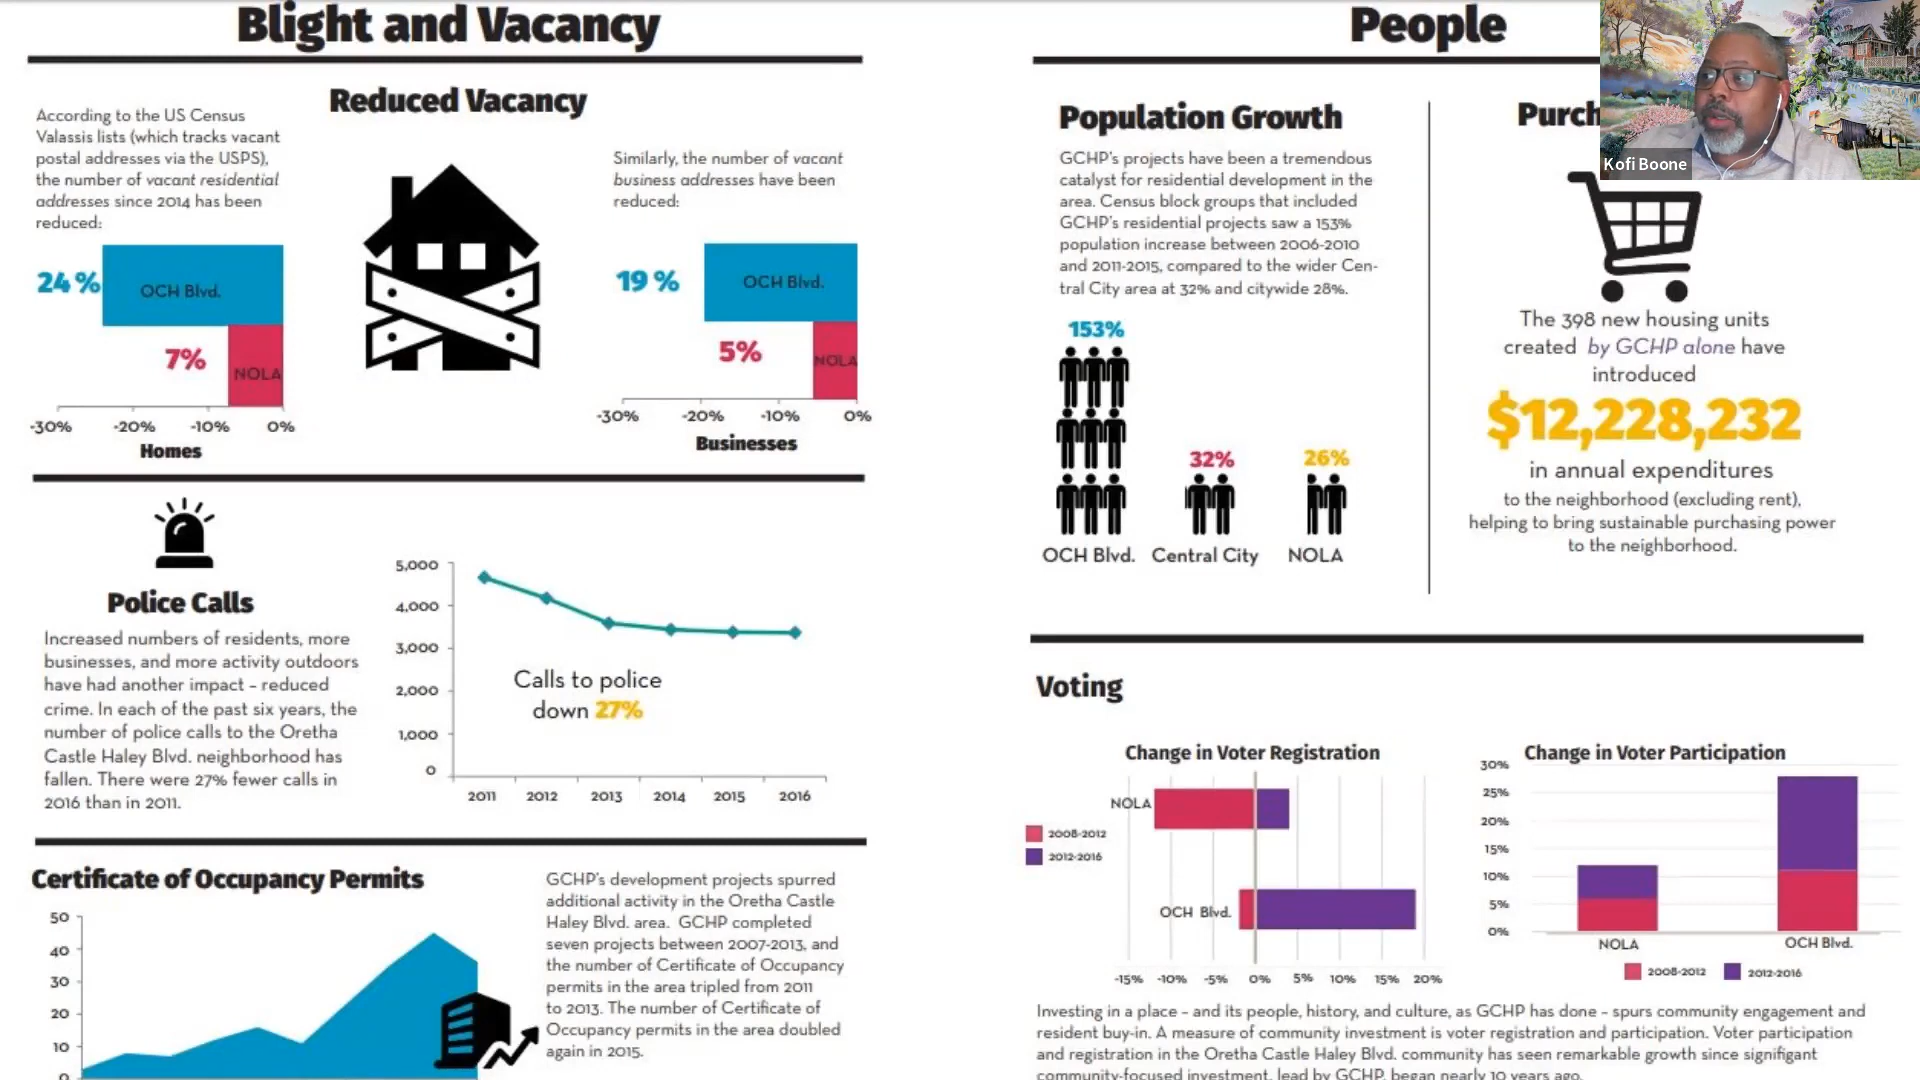 Blight and Vacancy
Reduced Vacancy
According to the US Census
Valassis lists (which tracks vacant
postal addresses via the USPS),
the number of vacant residential
addresses since 2014 has been
reduced:
24 %
OCH Blvd.
7%
NOLA
-30%
-20%
-10%
0%
Homes
Similarly, the number of vacant
business addresses have been
reduced:
19 %
OCH Blvd.
5%
NOLA
-30%
-20%
-10%
0%
Businesses
Police Calls
Increased numbers of residents, more
businesses, and more activity outdoors
have had another impact – reduced
crime. In each of the past six years, the
number of police calls to the Oretha
Castle Haley Blvd. neighborhood has
fallen. There were 27% fewer calls in
2016 than in 2011.
5,000
4,000
3,000
2,000
1,000
0
Calls to police
down 27%
2011
2012
2013
2014
2015
2016
Certificate of Occupancy Permits
50
40
30
20
10
0
GCHP's development projects spurred
additional activity in the Oretha Castle
Haley Blvd. area. GCHP completed
seven projects between 2007-2013, and
the number of Certificate of Occupancy
permits in the area tripled from 2011
to 2013. The number of Certificate of
Occupancy permits in the area doubled
again in 2015.
People
Population Growth
GCHP's projects have been a tremendous
catalyst for residential development in the
area. Census block groups that included
GCHP's residential projects saw a 153%
population increase between 2006-2010
and 2011-2015, compared to the wider Cen-
tral City area at 32% and citywide 28%.
153%
32%
26%
OCH Blvd.
Central City
NOLA
Purch
Kofi Boone
The 398 new housing units
created by GCHP alone have
introduced
$12,228,232
in annual expenditures
to the neighborhood (excluding rent),
helping to bring sustainable purchasing power
to the neighborhood.
Voting
Change in Voter Registration
NOLA
2008-2012
2012-2016
OCH Blvd.
-15%
-10%
-5%
0%
5%
10%
15%
20%
Change in Voter Participation
30%
25%
20%
15%
10%
5%
0%
NOLA
OCH Blvd.
2008-2012
2012-2016
Investing in a place – and its people, history, and culture, as GCHP has done – spurs community engagement and
resident buy-in. A measure of community investment is voter registration and participation. Voter participation
and registration in the Oretha Castle Haley Blvd. community has seen remarkable growth since signifigant
community-focused investment, lead by GCHP, began nearly 10 years ago.